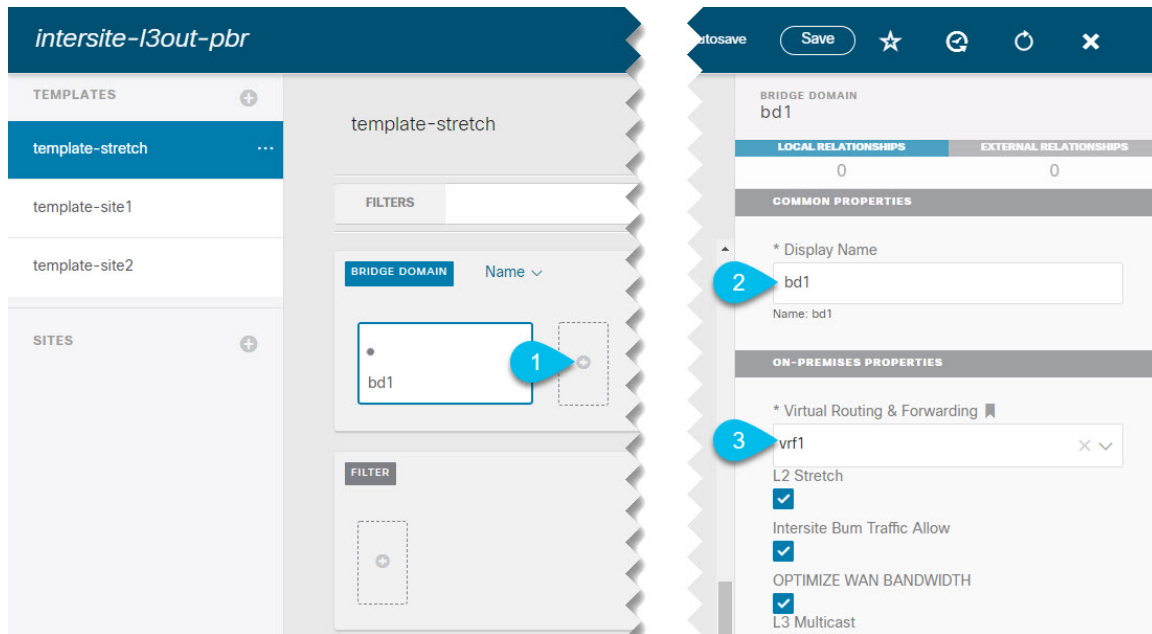 intersite-l3out-pbr
TEMPLATES
template-stretch
template-site1
template-site2
SITES
template-stretch
FILTERS
BRIDGE DOMAIN Name
bd1
1
FILTER
utosave Save
BRIDGE DOMAIN
bd1
LOCAL RELATIONSHIPS EXTERNAL RELATIONSHIPS
0 0
COMMON PROPERTIES
* Display Name
2 bd1
Name: bd1
ON-PREMISES PROPERTIES
* Virtual Routing & Forwarding
3 vrf1
L2 Stretch
Intersite Bum Traffic Allow
OPTIMIZE WAN BANDWIDTH
L3 Multicast